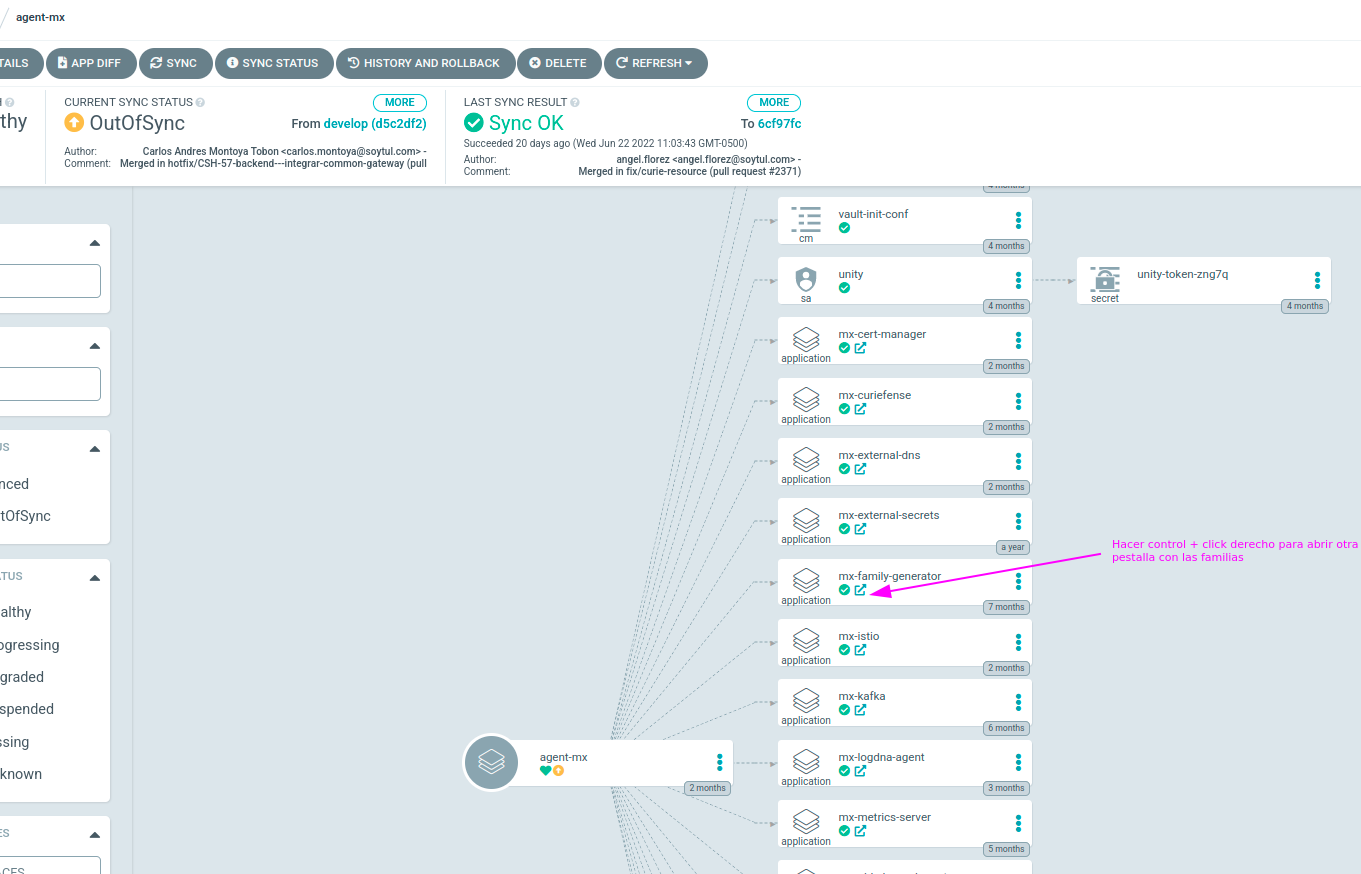 agent-mx
TAILS
APP DIFF
SYNC
SYNC STATUS
HISTORY AND ROLLBACK
DELETE
REFRESH
H
thy
CURRENT SYNC STATUS
MORE
OutOfSync
From develop (d5c2df2)
Author: Carlos Andres Montoya Tobon <carlos.montoya@soytul.com> -
Comment: Merged in hotfix/CSH-57-backend---integrar-common-gateway (pull
LAST SYNC RESULT
MORE
Sync OK
To 6cf97fc
Succeeded 20 days ago (Wed Jun 22 2022 11:03:43 GMT-0500)
Author: angel.florez <angel.florez@soytul.com> -
Comment: Merged in fix/curie-resource (pull request #2371)
US
nced
tOfSync
ATUS
althy
ogressing
graded
spended
ssing
known
ES
CES
agent-mx
2 months
4 months
vault-init-conf
cm
4 months
unity
sa
4 months
unity-token-zng7q
secret
4 months
mx-cert-manager
application
2 months
mx-curiefense
application
2 months
mx-external-dns
application
2 months
mx-external-secrets
application
a year
Hacer control + click derecho para abrir otra
pestalla con las familias
mx-family-generator
application
7 months
mx-istio
application
2 months
mx-kafka
application
6 months
mx-logdna-agent
application
3 months
mx-metrics-server
application
5 months